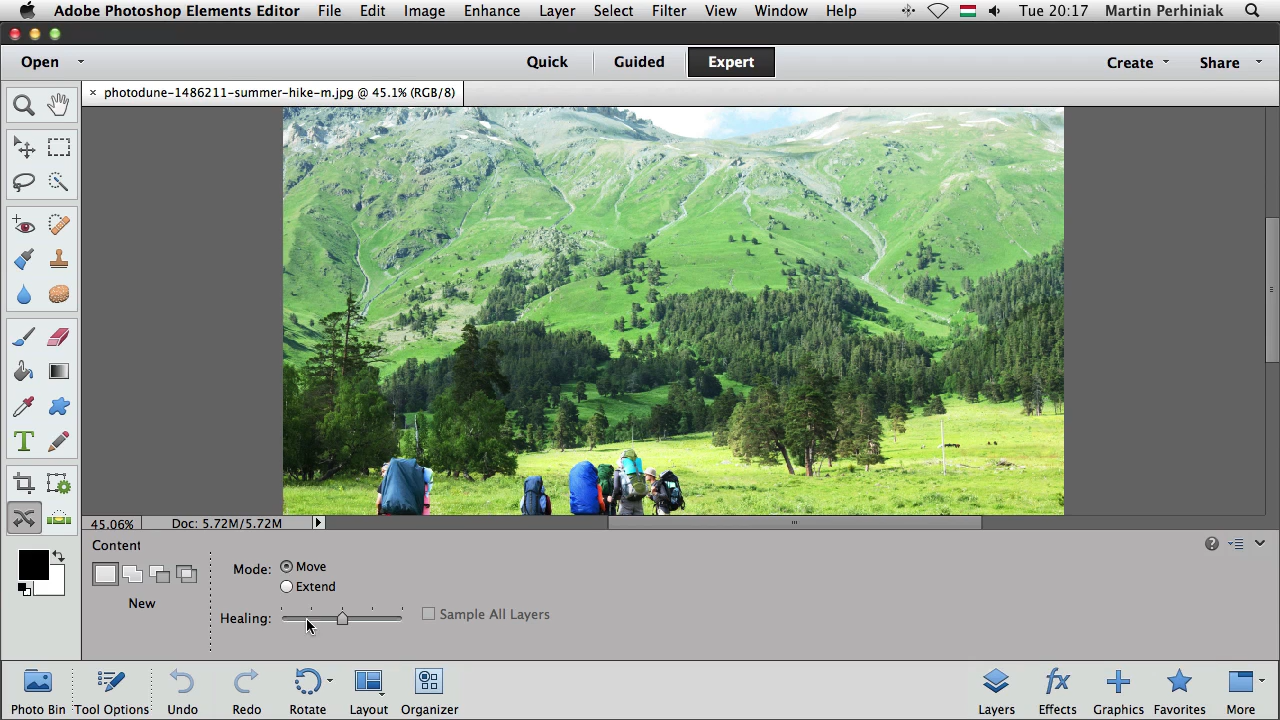 Adobe Photoshop Elements Editor File Edit Image Enhance Layer Select Filter View Window Help Tue 20:17 Martin Perhiniak
Open Quick Guided Expert Create Share
× photodune-1486211-summer-hike-m.jpg @ 45.1% (RGB/8)
T
45.06% Doc: 5.72M/5.72M
Content
Mode: Move
Extend
New
Healing: Sample All Layers
?
fx
Photo Bin Tool Options Undo Redo Rotate Layout Organizer Layers Effects Graphics Favorites More